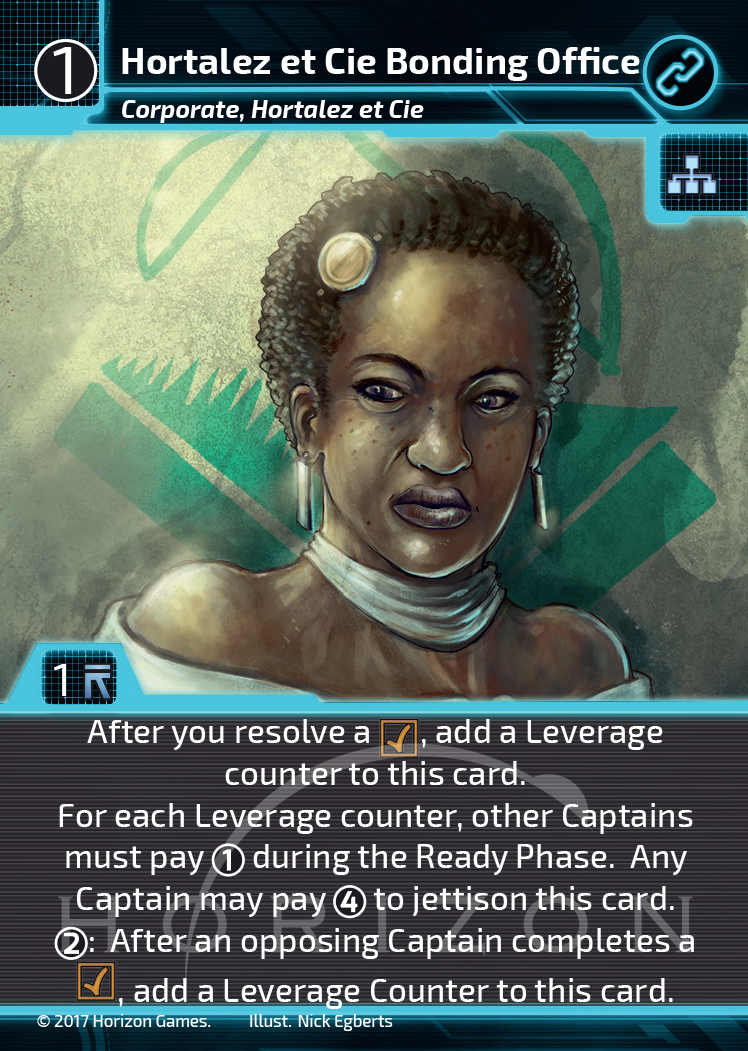 1
Hortalez et Cie Bonding Office
Corporate, Hortalez et Cie
1
After you resolve a ☑, add a Leverage
counter to this card.
For each Leverage counter, other Captains
must pay ① during the Ready Phase.  Any
Captain may pay ④ to jettison this card.
②:  After an opposing Captain completes a
☑, add a Leverage Counter to this card.
HORIZON
© 2017 Horizon Games. Illust. Nick Egberts